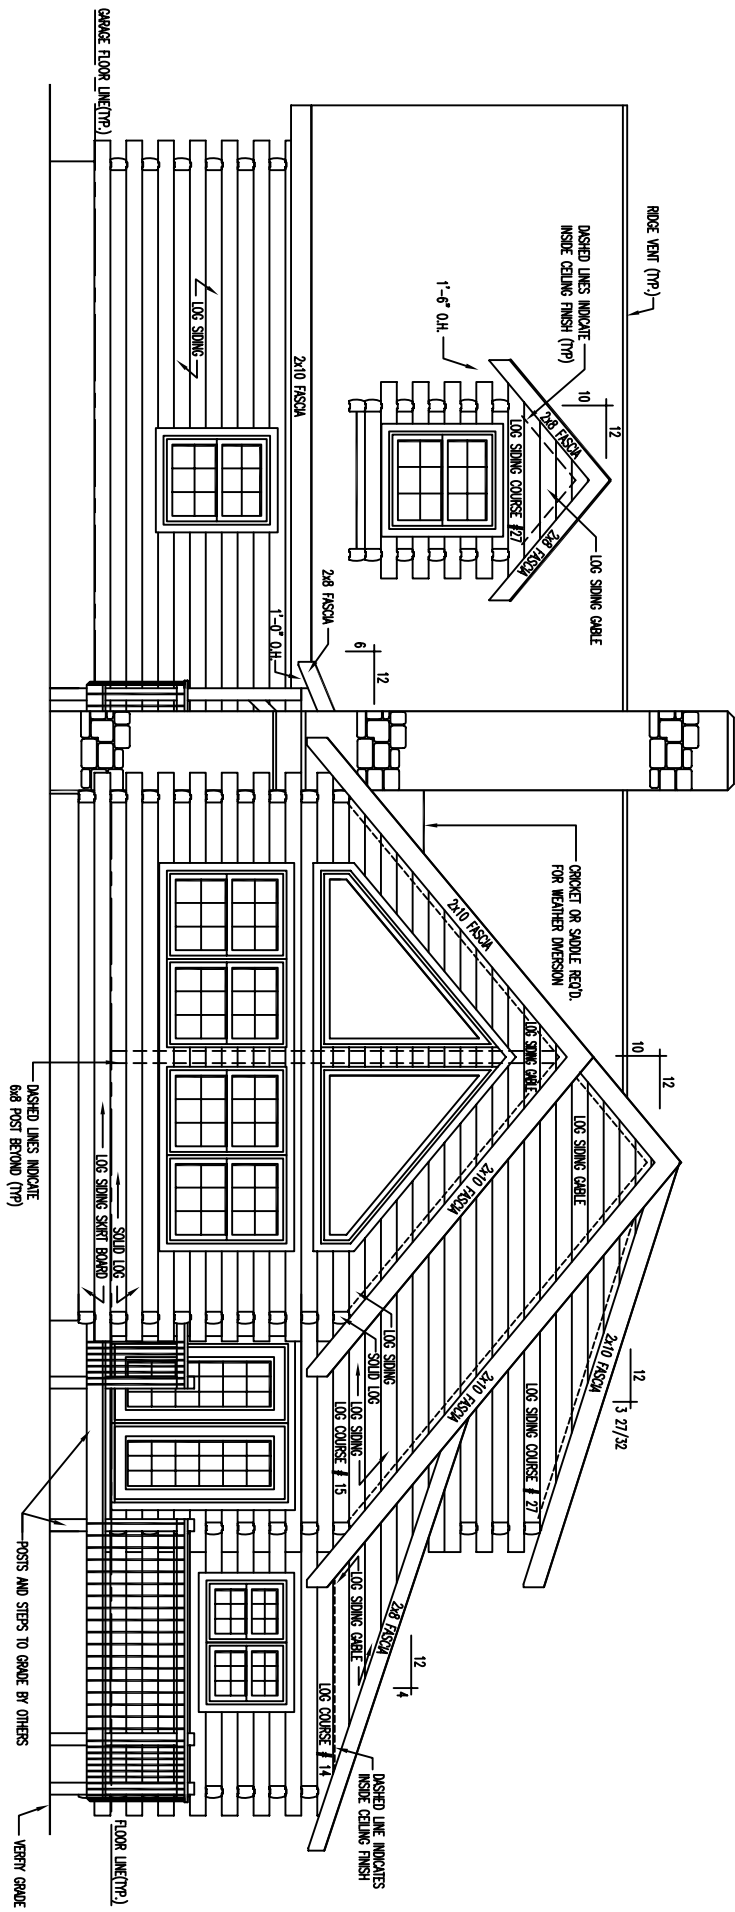 RIDGE VENT (TYP.)
DASHED LINES INDICATE
INSIDE CEILING FINISH (TYP)
10
12
2x8 FASCIA
2x8 FASCIA
LOG SIDING GABLE
LOG SIDING COURSE #27
1'-6" O.H.
2x10 FASCIA
LOG SIDING
GARAGE FLOOR LINE(TYP.)
2x8 FASCIA
1'-0" O.H.
12
6
CRICKET OR SADDLE REQ'D.
FOR WEATHER DIVERSION
10
12
2x10 FASCIA
LOG SIDING GABLE
LOG SIDING GABLE
2x10 FASCIA
2x10 FASCIA
2x10 FASCIA
12
3 27/32
LOG SIDING COURSE # 27
LOG SIDING
SOLID LOG
LOG SIDING
LOG COURSE # 15
LOG SIDING GABLE
2x8 FASCIA
12
4
LOG COURSE # 14
DASHED LINE INDICATES
INSIDE CEILING FINISH
SOLID LOG
LOG SIDING SKIRT BOARD
DASHED LINES INDICATE
6x8 POST BEYOND (TYP)
POSTS AND STEPS TO GRADE BY OTHERS
FLOOR LINE(TYP.)
VERFIY GRADE